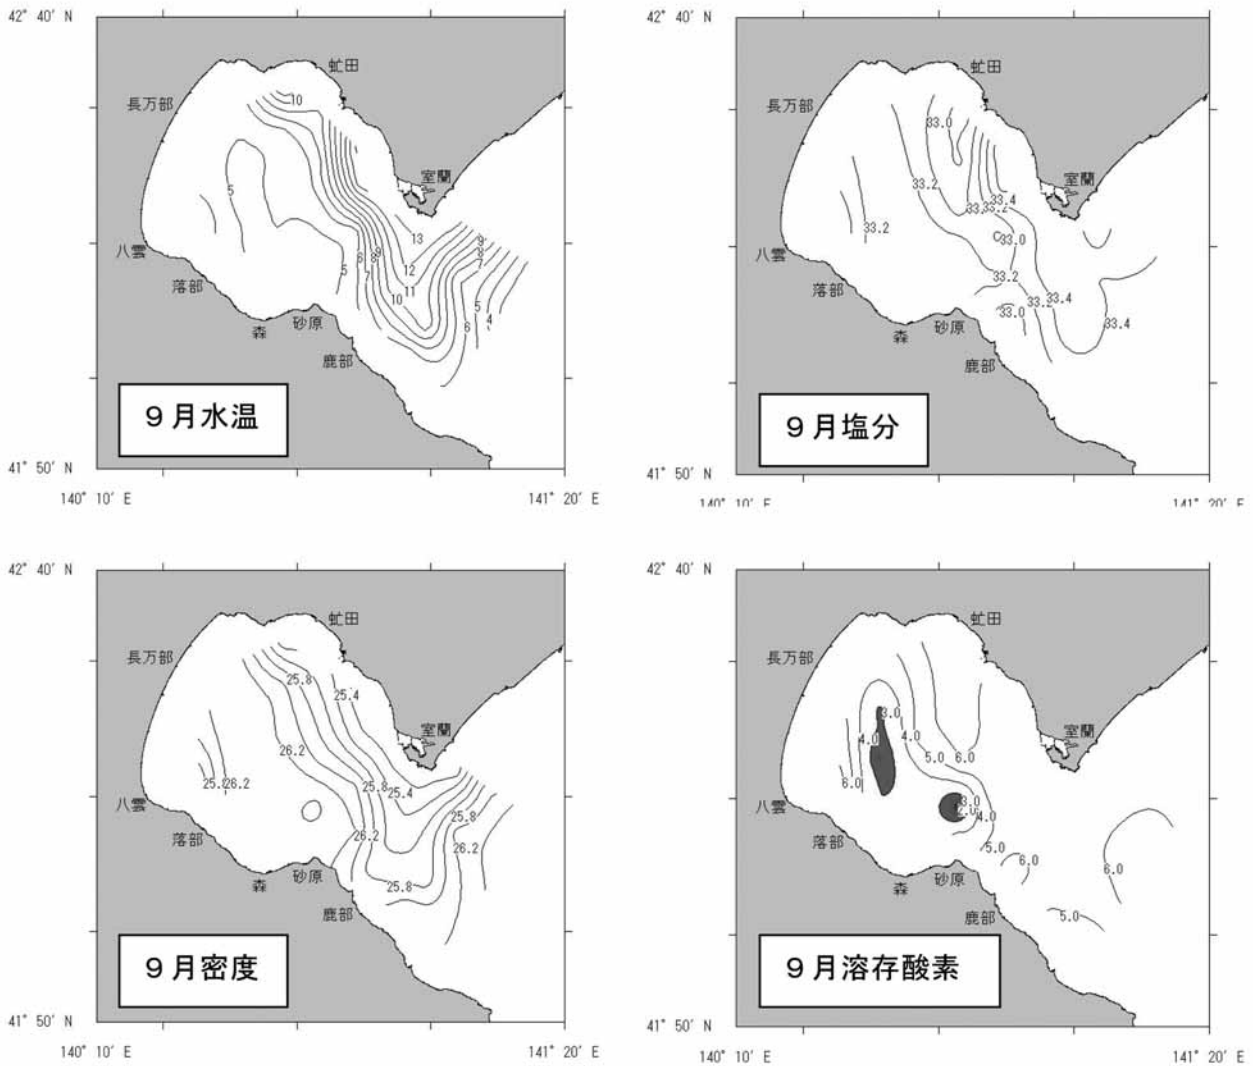 42° 40′ N
虻田
長万部
10
室蘭
5
13
9
8
7
八雲
6
8
9
7
5
12
落部
10
11
5
4
6
森
砂原
鹿部
9月水温
41° 50′ N
140° 10′ E
141° 20′ E
42° 40′ N
虻田
長万部
33.0
室蘭
33.2
33.4
33.2
33.2
33.0
八雲
33.2
落部
33.4
33.0
33.4
森
砂原
鹿部
9月塩分
41° 50′ N
140° 10′ E
141° 20′ E
42° 40′ N
虻田
長万部
25.8
25.4
室蘭
26.2
26.2
25.8
25.4
八雲
25.8
26.2
落部
26.2
森
砂原
25.8
鹿部
9月密度
41° 50′ N
140° 10′ E
141° 20′ E
42° 40′ N
虻田
長万部
3.0
室蘭
4.0
4.0
5.0
6.0
6.0
八雲
3.0
2.0
4.0
落部
5.0
6.0
6.0
森
砂原
鹿部
5.0
9月溶存酸素
41° 50′ N
140° 10′ E
141° 20′ E